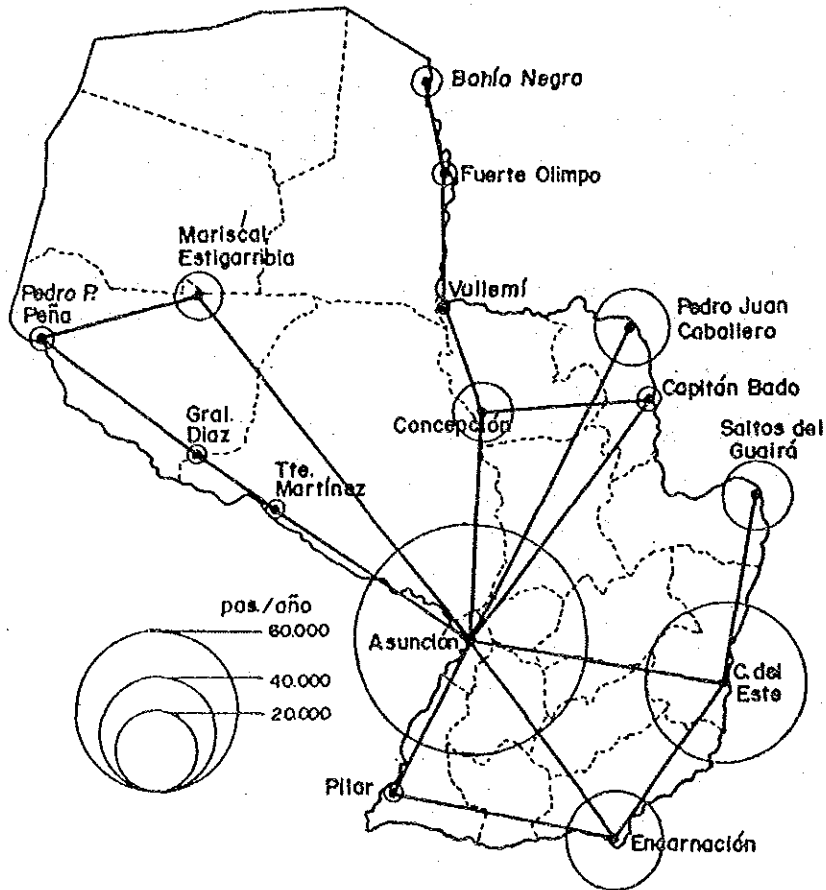 Bahía Negra
Fuerte Olimpo
Mariscal
Estigarribia
Pedro P.
Peña
Vallemí
Pedro Juan
Caballero
Capitán Bado
Concepción
Saltos del
Guairá
Gral.
Diaz
Tte.
Martínez
pas./año
60.000
40.000
20.000
Asunción
C. del
Este
Pilar
Encarnación